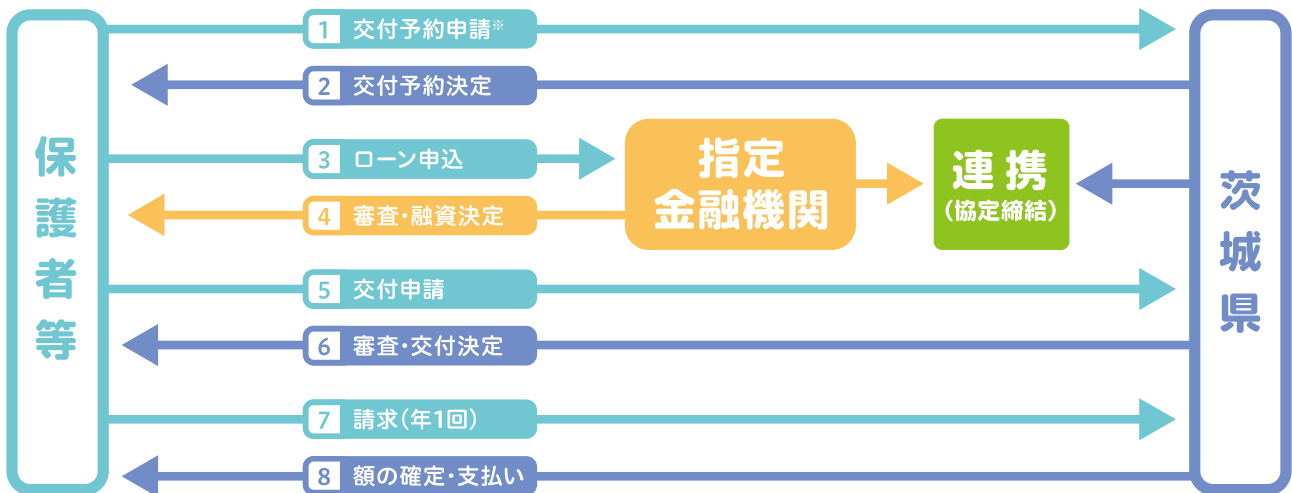 保護者等
1 交付予約申請※
2 交付予約決定
3 ローン申込
4 審査・融資決定
指定
金融機関
連携
(協定締結)
5 交付申請
6 審査・交付決定
7 請求(年1回)
8 額の確定・支払い
茨城県